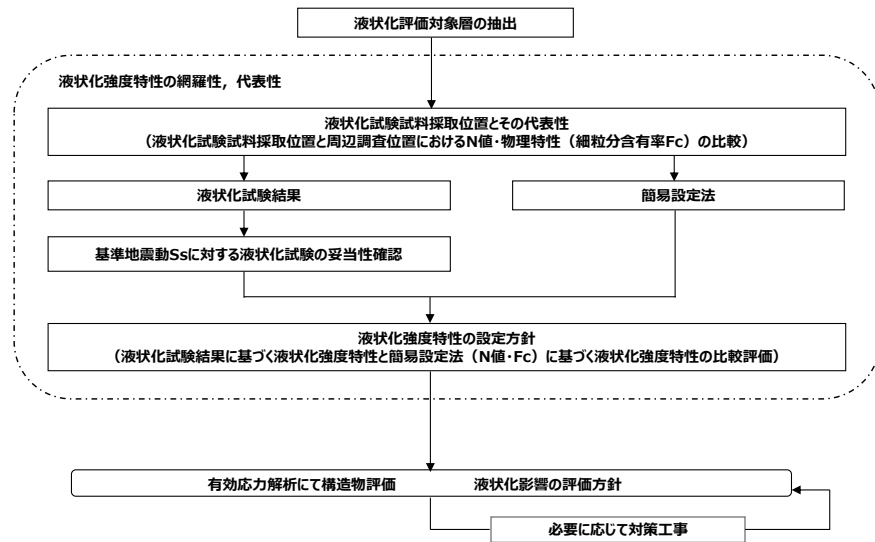 液状化評価対象層の抽出
液状化強度特性の網羅性，代表性
液状化試験試料採取位置とその代表性
（液状化試験試料採取位置と周辺調査位置におけるN値・物理特性（細粒分含有率Fc）の比較）
液状化試験結果
簡易設定法
基準地震動Ssに対する液状化試験の妥当性確認
液状化強度特性の設定方針
（液状化試験結果に基づく液状化強度特性と簡易設定法（N値・Fc）に基づく液状化強度特性の比較評価）
有効応力解析にて構造物評価 液状化影響の評価方針
必要に応じて対策工事